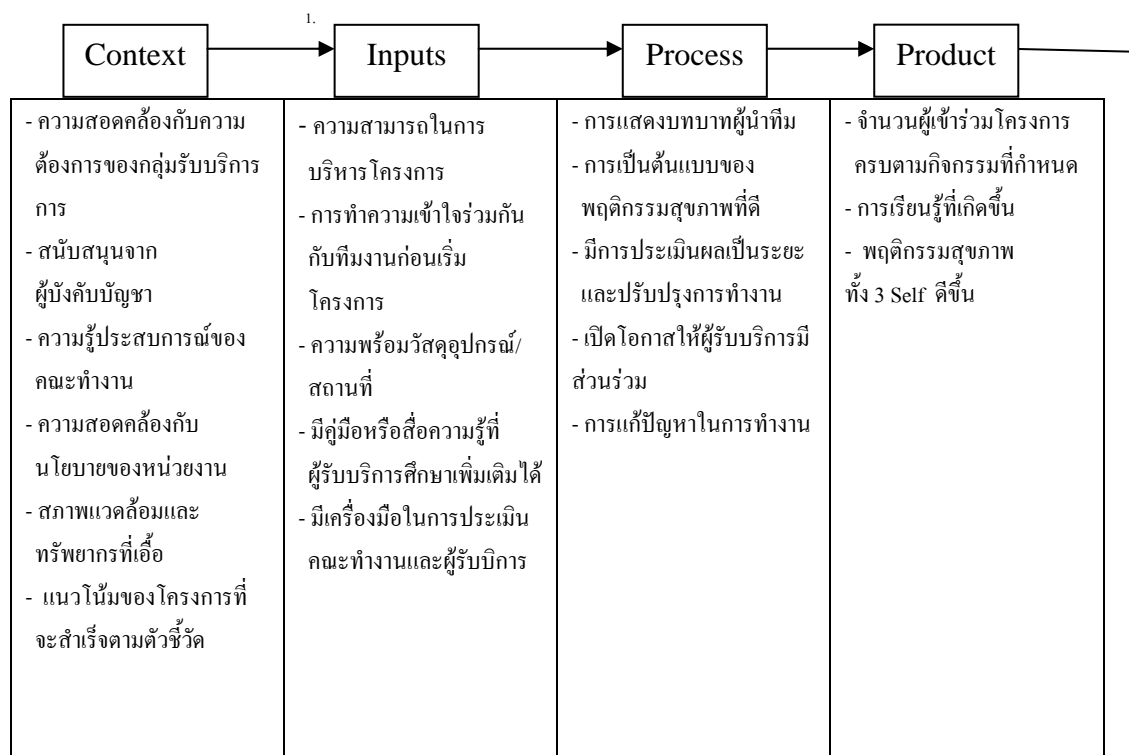 1.
Context
Inputs
Process
Product
- ความสอดคล้องกับความ
ต้องการของกลุ่มรับบริการ
การ
- สนับสนุนจาก
ผู้บังคับบัญชา
- ความรู้ประสบการณ์ของ
คณะทำงาน
- ความสอดคล้องกับ
นโยบายของหน่วยงาน
- สภาพแวดล้อมและ
ทรัพยากรที่เอื้อ
- แนวโน้มของโครงการที่
จะสำเร็จตามตัวชี้วัด
- ความสามารถในการ
บริหารโครงการ
- การทำความเข้าใจร่วมกัน
กับทีมงานก่อนเริ่ม
โครงการ
- ความพร้อมวัสดุอุปกรณ์/
สถานที่
- มีคู่มือหรือสื่อความรู้ที่
ผู้รับบริการศึกษาเพิ่มเติมได้
- มีเครื่องมือในการประเมิน
คณะทำงานและผู้รับบิการ
- การแสดงบทบาทผู้นำทีม
- การเป็นต้นแบบของ
พฤติกรรมสุขภาพที่ดี
- มีการประเมินผลเป็นระยะ
และปรับปรุงการทำงาน
- เปิดโอกาสให้ผู้รับบริการมี
ส่วนร่วม
- การแก้ปัญหาในการทำงาน
- จำนวนผู้เข้าร่วมโครงการ
ครบตามกิจกรรมที่กำหนด
- การเรียนรู้ที่เกิดขึ้น
- พฤติกรรมสุขภาพ
ทั้ง 3 Self ดีขึ้น